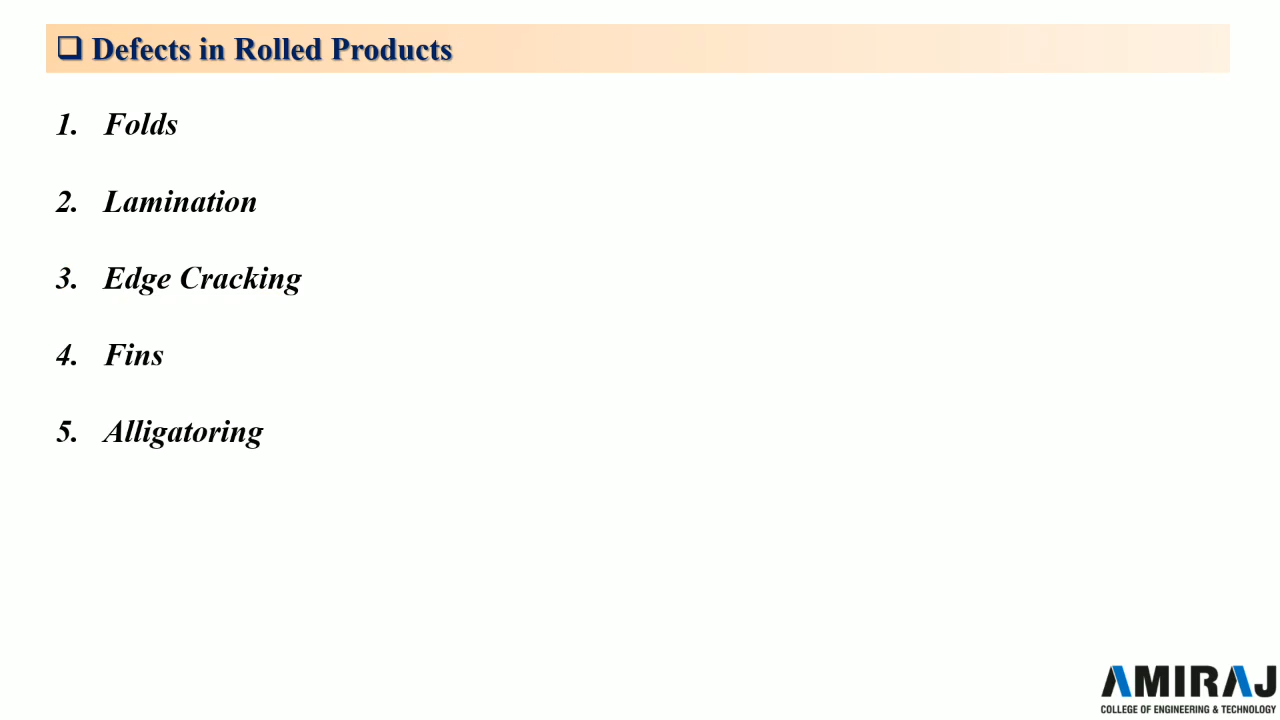 ❑ Defects in Rolled Products
1. Folds
2. Lamination
3. Edge Cracking
4. Fins
5. Alligatoring
AMIRAJ
COLLEGE OF ENGINEERING & TECHNOLOGY